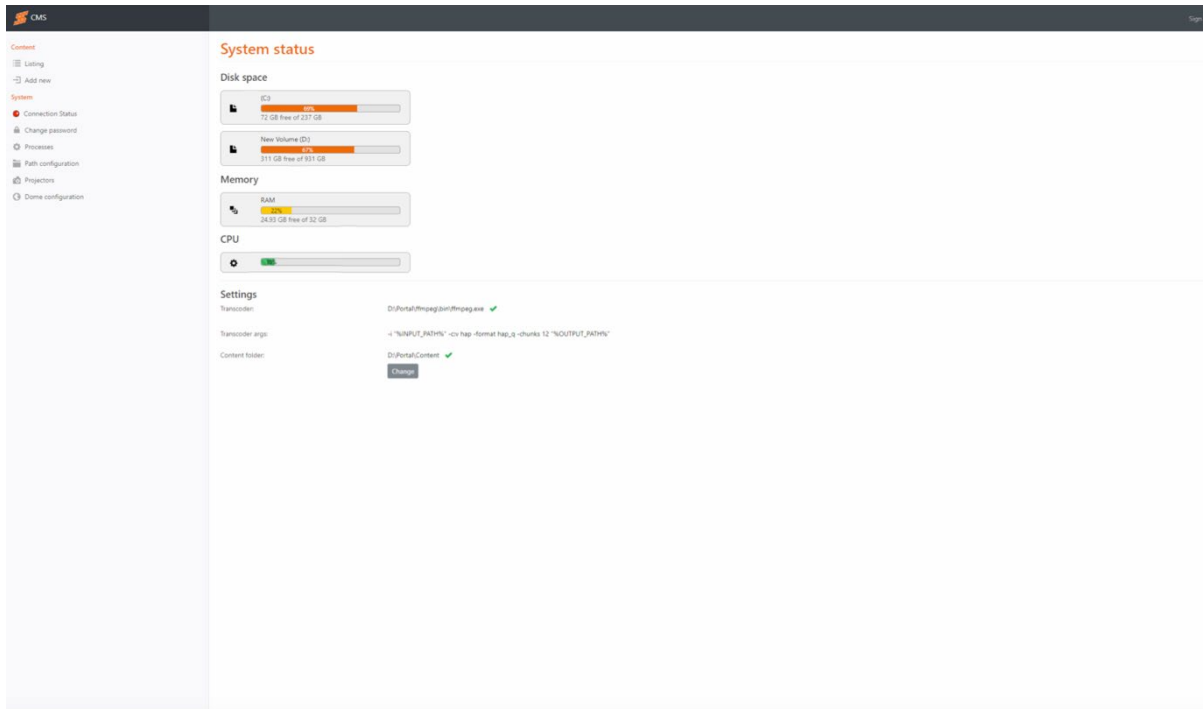 CMS
Sign
Content
Listing
Add new
System
Connection Status
Change password
Processes
Path configuration
Projectors
Dome configuration
System status
Disk space
(C:)
69%
72 GB free of 237 GB
New Volume (D:)
67%
311 GB free of 931 GB
Memory
RAM
22%
24.93 GB free of 32 GB
CPU
Settings
Transcoder: D:\Portal\ffmpeg\bin\ffmpeg.exe
Transcoder args: -i "%INPUT_PATH%" -c:v hap -format hap_q -chunks 12 "%OUTPUT_PATH%"
Content folder: D:\Portal\Content
Change